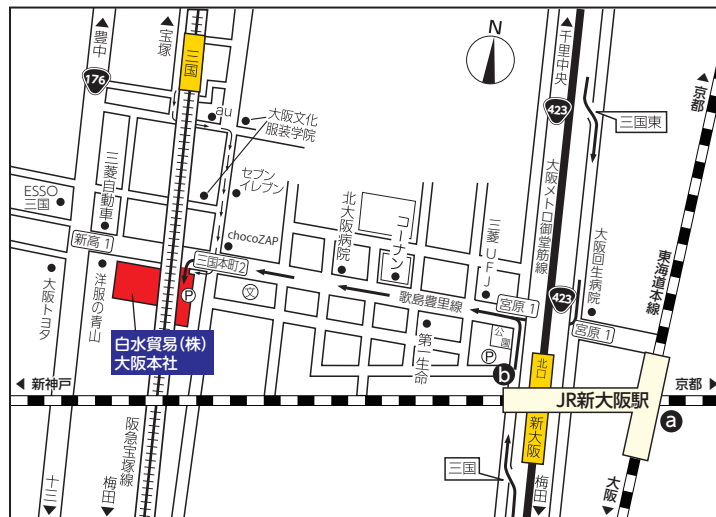 豊中
宝塚
176
三国
N
千里中央
423
京都
三国東
au
大阪文化
服装学院
三菱自動車
セブン
イレブン
ESSO
三国
北大阪病院
コーナン
三菱UFJ
大阪メトロ御堂筋線
大阪回生病院
東海道本線
新高1
chocoZAP
三国本町2
大阪トヨタ
洋服の青山
P
文
歌島豊里線
宮原1
423
宮原1
第一生命
公園
P
白水貿易(株)
大阪本社
b
北口
新神戸
JR新大阪駅
京都
新大阪
a
阪急宝塚線
三国
十三
梅田
梅田
大阪